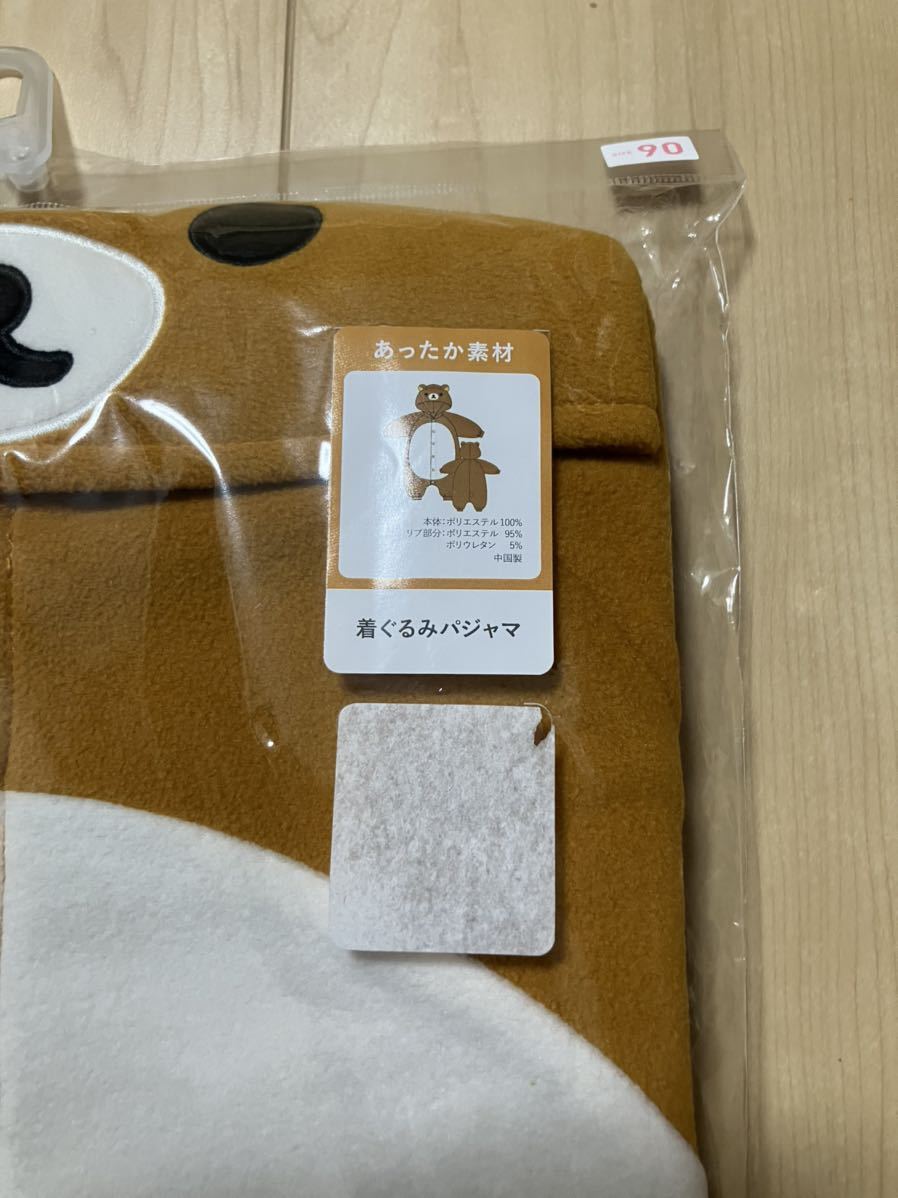 SIZE 90
あったか素材
本体:ポリエステル100%
リブ部分:ポリエステル 95%
ポリウレタン 5%
中国製
着ぐるみパジャマ